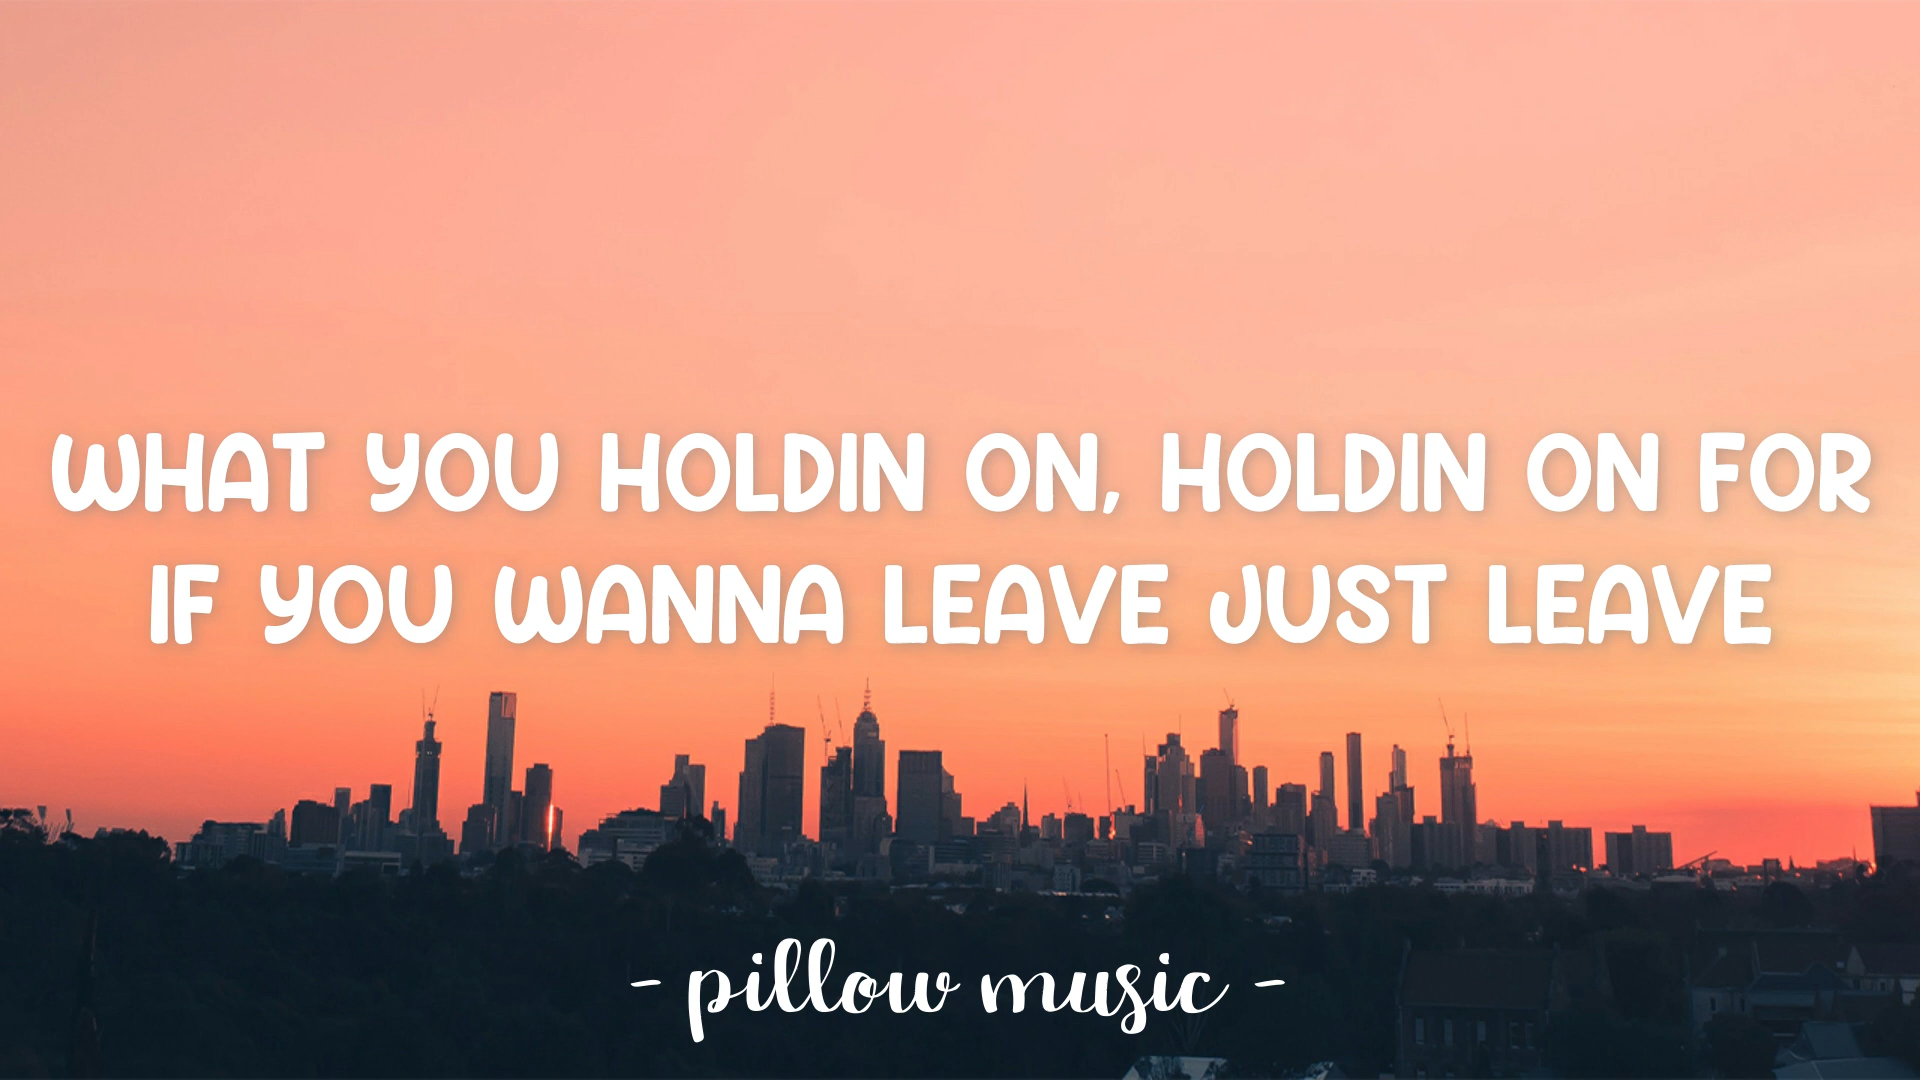 WHAT YOU HOLDIN ON, HOLDIN ON FOR
IF YOU WANNA LEAVE JUST LEAVE
- pillow music -